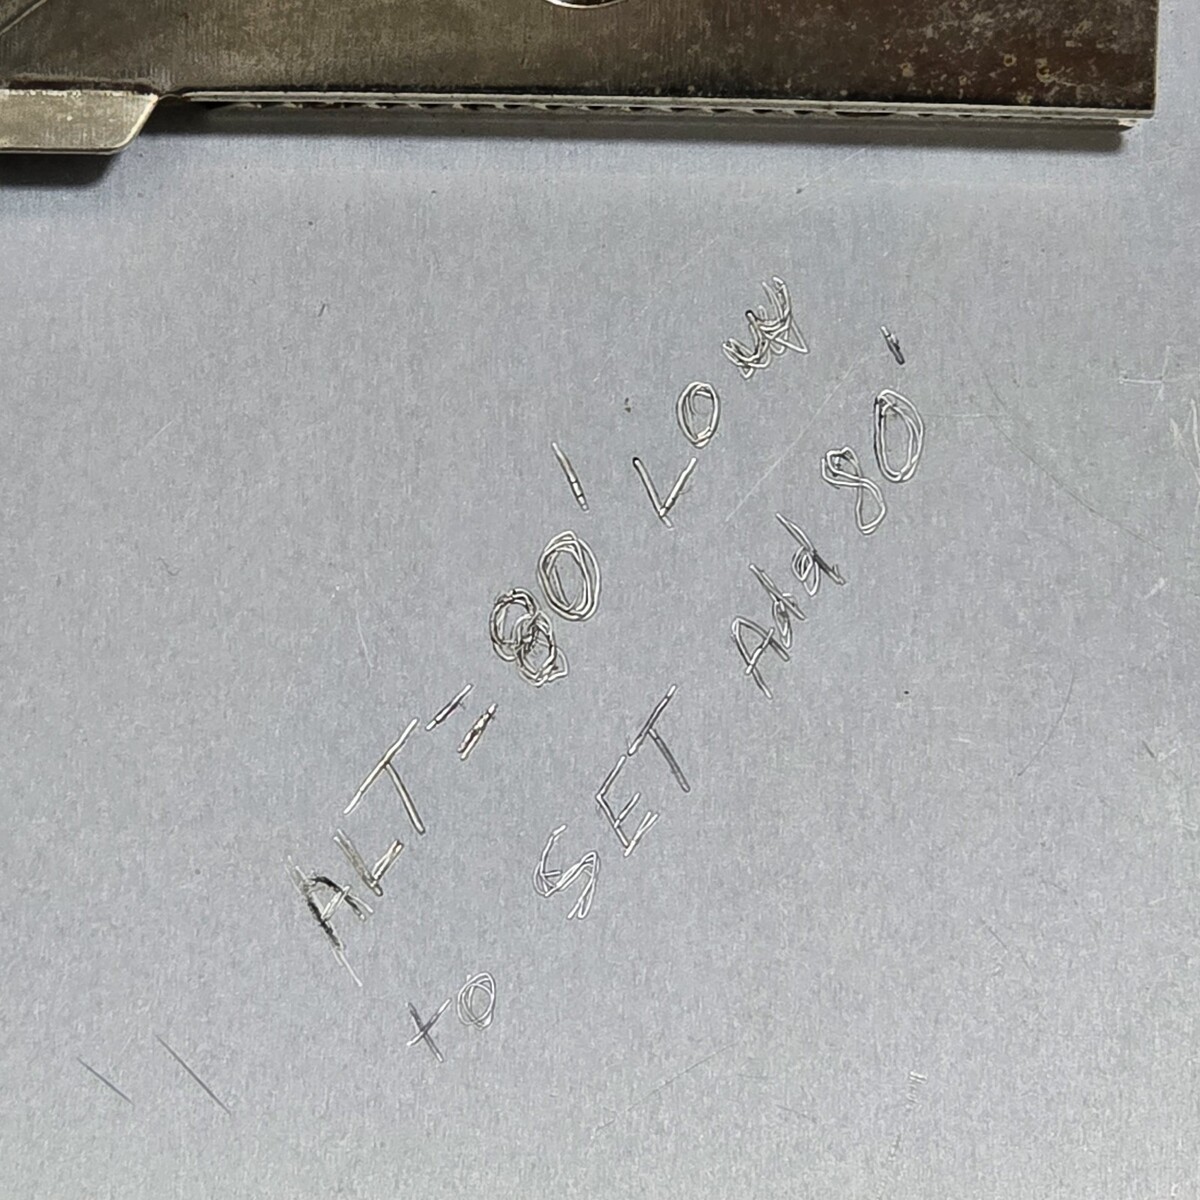 ALT = 80' LOW
to SET Add 80'